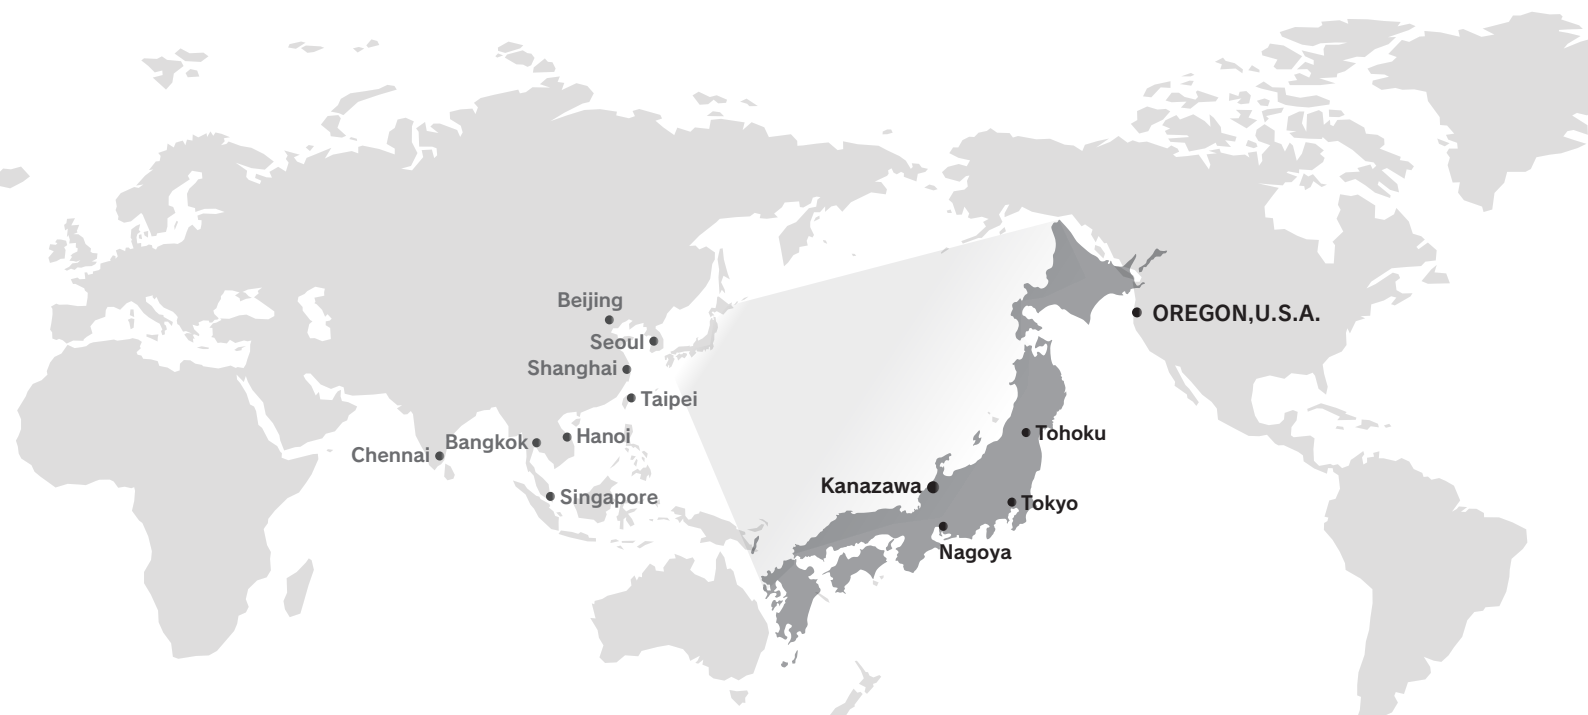 Beijing
OREGON,U.S.A.
Seoul
Shanghai
Taipei
Tohoku
Hanoi
Bangkok
Chennai
Kanazawa
Singapore
Tokyo
Nagoya